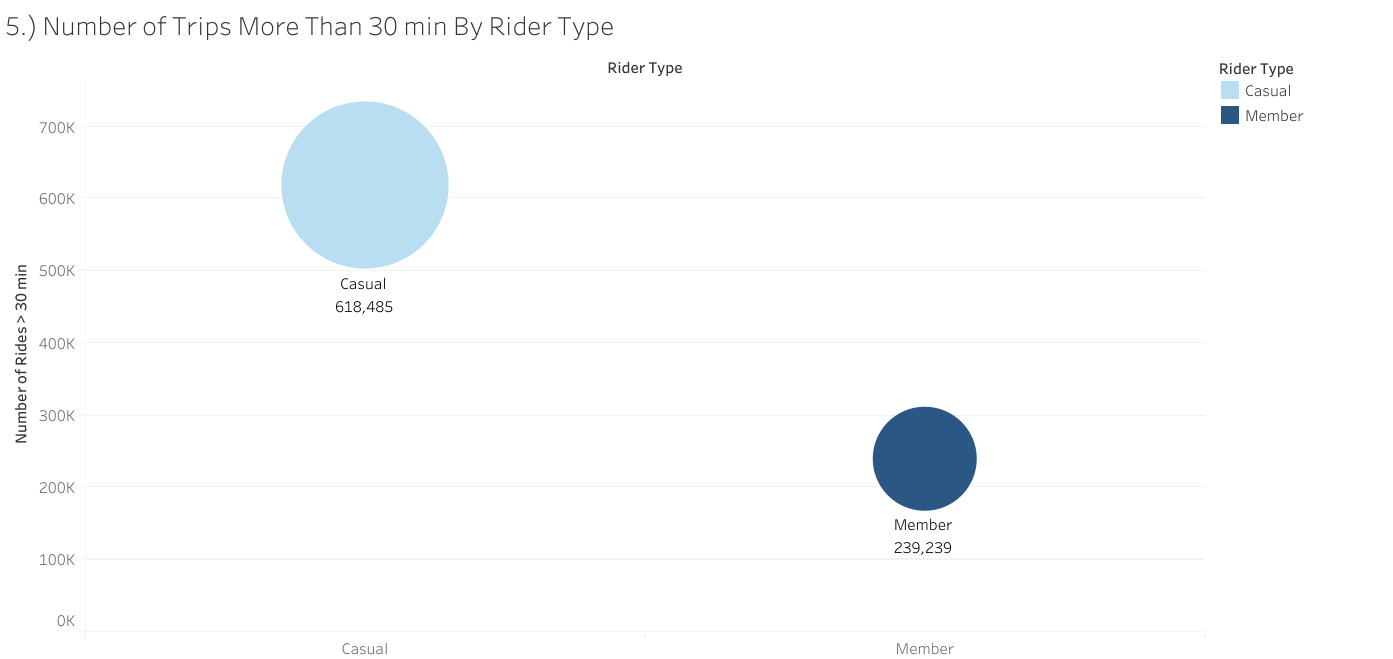 5.) Number of Trips More Than 30 min By Rider Type
Rider Type
Rider Type
Casual
Member
Number of Rides > 30 min
700K
600K
500K
400K
300K
200K
100K
0K
Casual
618,485
Member
239,239
Casual
Member